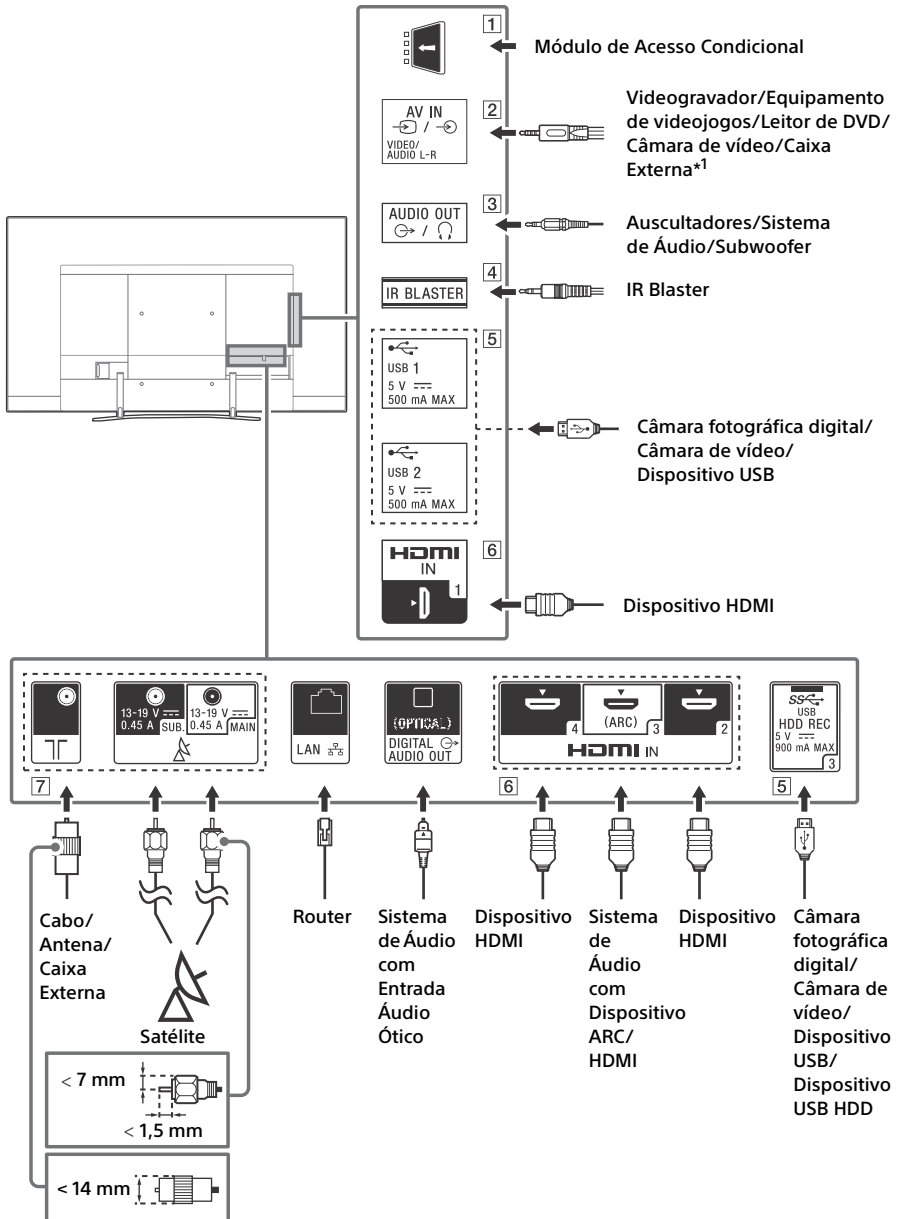 1
Módulo de Acesso Condicional
AV IN
/
VIDEO/
AUDIO L-R
2
Videogravador/Equipamento
de videojogos/Leitor de DVD/
Câmara de vídeo/Caixa
Externa*1
AUDIO OUT
/
3
Auscultadores/Sistema
de Áudio/Subwoofer
4
IR BLASTER
IR Blaster
5
USB 1
5 V
500 mA MAX
USB 2
5 V
500 mA MAX
Câmara fotográfica digital/
Câmara de vídeo/
Dispositivo USB
6
HDMI
IN
1
Dispositivo HDMI
13-19 V
0.45 A
SUB.
13-19 V
0.45 A
MAIN
7
LAN
(OPTICAL)
DIGITAL
AUDIO OUT
4
(ARC)
3
2
HDMI IN
6
SS
USB
HDD REC
5 V
900 mA MAX
3
5
Cabo/
Antena/
Caixa
Externa
Satélite
Router
Sistema
de Áudio
com
Entrada
Áudio
Ótico
Dispositivo
HDMI
Sistema
de
Áudio
com
Dispositivo
ARC/
HDMI
Dispositivo
HDMI
Câmara
fotográfica
digital/
Câmara de
vídeo/
Dispositivo
USB/
Dispositivo
USB HDD
< 7 mm
< 1,5 mm
< 14 mm